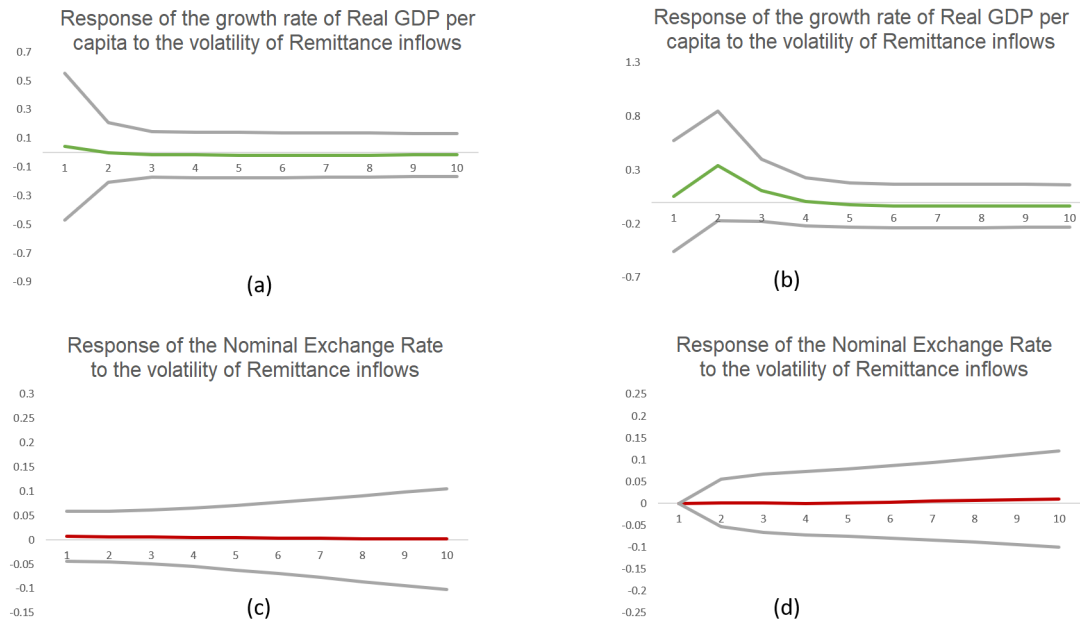 Response of the growth rate of Real GDP per
capita to the volatility of Remittance inflows
0.7
0.5
0.3
0.1
-0.1
-0.3
-0.5
-0.7
-0.9
1 2 3 4 5 6 7 8 9 10
(a)
Response of the growth rate of Real GDP per
capita to the volatility of Remittance inflows
1.3
0.8
0.3
-0.2
-0.7
1 2 3 4 5 6 7 8 9 10
(b)
Response of the Nominal Exchange Rate
to the volatility of Remittance inflows
0.3
0.25
0.2
0.15
0.1
0.05
0
-0.05
-0.1
-0.15
1 2 3 4 5 6 7 8 9 10
(c)
Response of the Nominal Exchange Rate
to the volatility of Remittance inflows
0.25
0.2
0.15
0.1
0.05
0
-0.05
-0.1
-0.15
-0.2
-0.25
1 2 3 4 5 6 7 8 9 10
(d)